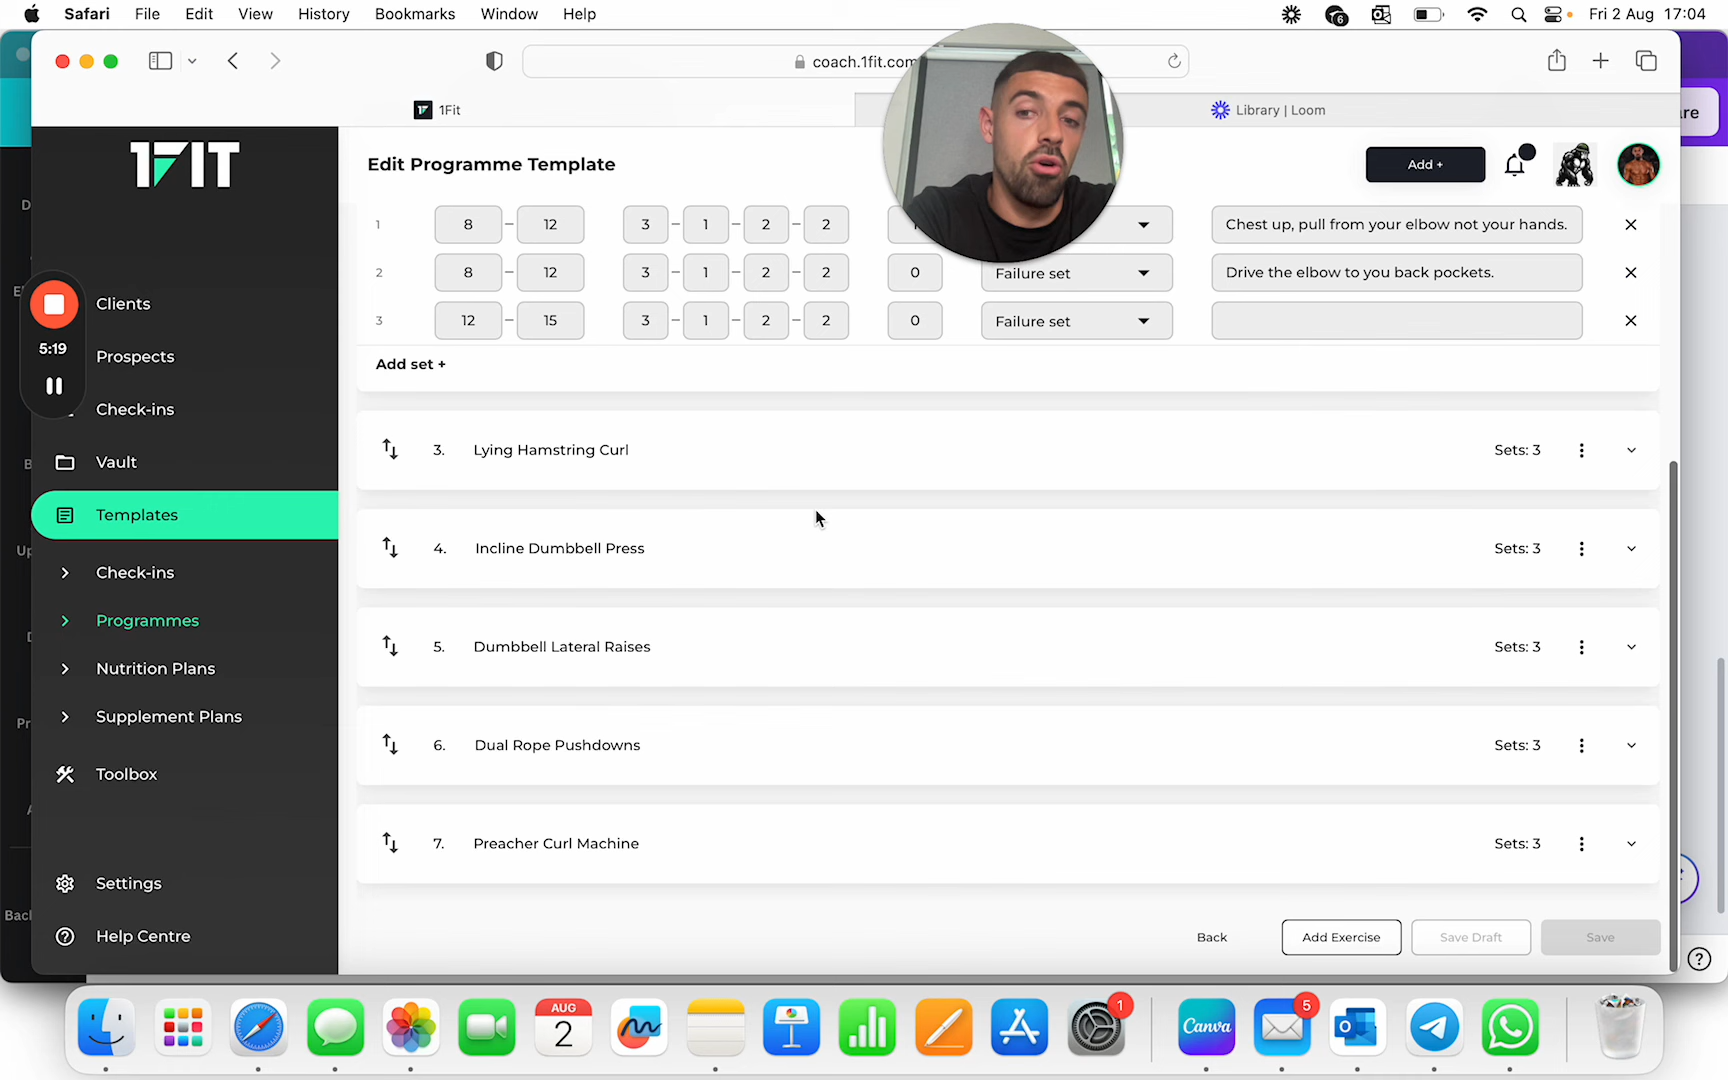 Safari File Edit View History Bookmarks Window Help 6 Fri 2 Aug 17:04
coach.1fit.com
1Fit Library | Loom
1FIT
Edit Programme Template Add +
1 8 – 12 3 – 1 – 2 – 2 Chest up, pull from your elbow not your hands.
2 8 – 12 3 – 1 – 2 – 2 0 Failure set Drive the elbow to you back pockets.
3 12 – 15 3 – 1 – 2 – 2 0 Failure set
Add set +
5:19
Clients
Prospects
Check-ins
Vault
Templates
Check-ins
Programmes
Nutrition Plans
Supplement Plans
Toolbox
Settings
Help Centre
3. Lying Hamstring Curl Sets: 3
4. Incline Dumbbell Press Sets: 3
5. Dumbbell Lateral Raises Sets: 3
6. Dual Rope Pushdowns Sets: 3
7. Preacher Curl Machine Sets: 3
Back Add Exercise Save Draft Save
Back
AUG
2
1
Canva
5